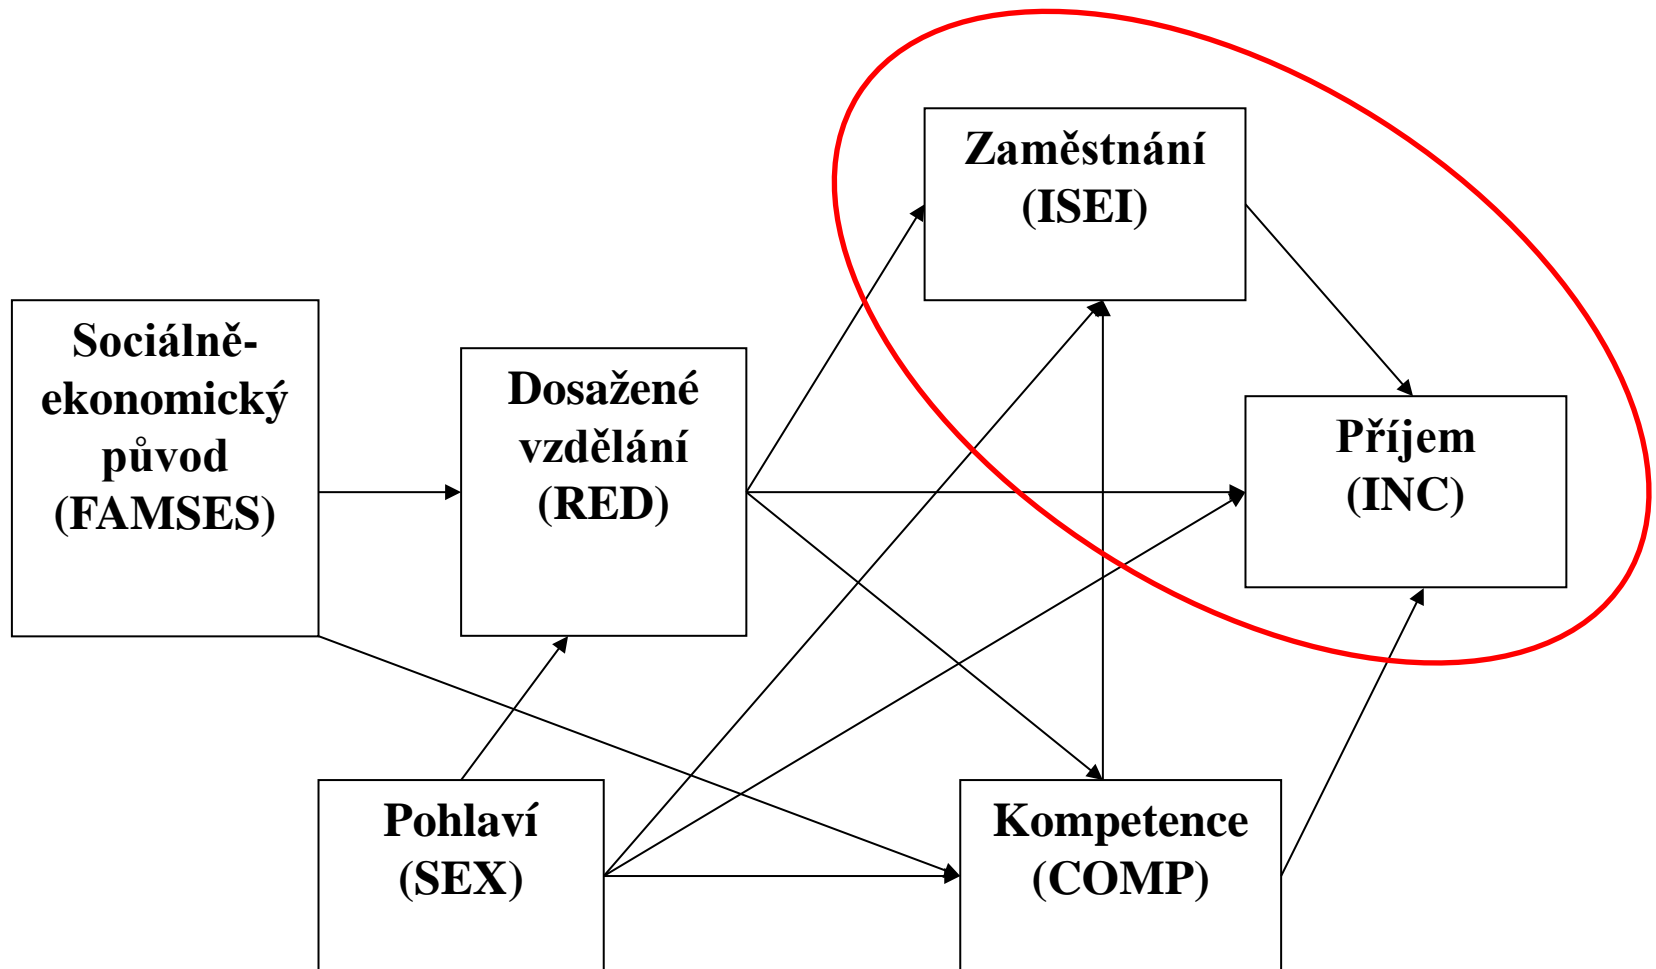 Zaměstnání
(ISEI)
Sociálně-
ekonomický
původ
(FAMSES)
Dosažené
vzdělání
(RED)
Příjem
(INC)
Pohlaví
(SEX)
Kompetence
(COMP)